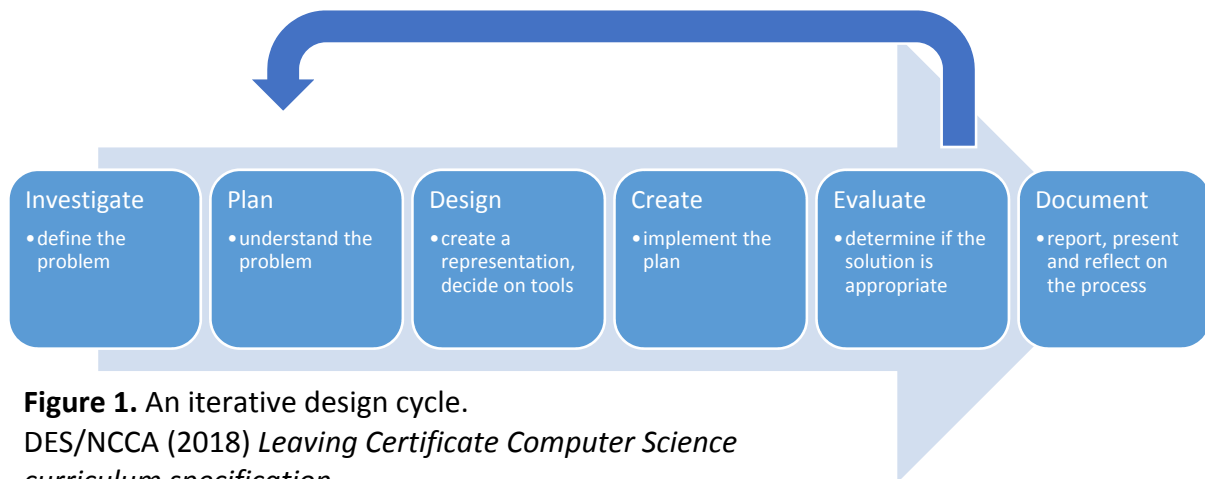 Investigate
•define the
problem
Plan
•understand the
problem
Design
•create a
representation,
decide on tools
Create
•implement the
plan
Evaluate
•determine if the
solution is
appropriate
Document
•report, present
and reflect on
the process
Figure 1. An iterative design cycle.
DES/NCCA (2018) Leaving Certificate Computer Science
curriculum specification